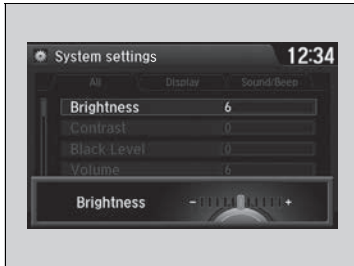 System settings 12:34
All Display Sound/Beep
Brightness 6
Contrast 0
Black Level 0
Volume 6
Brightness - +